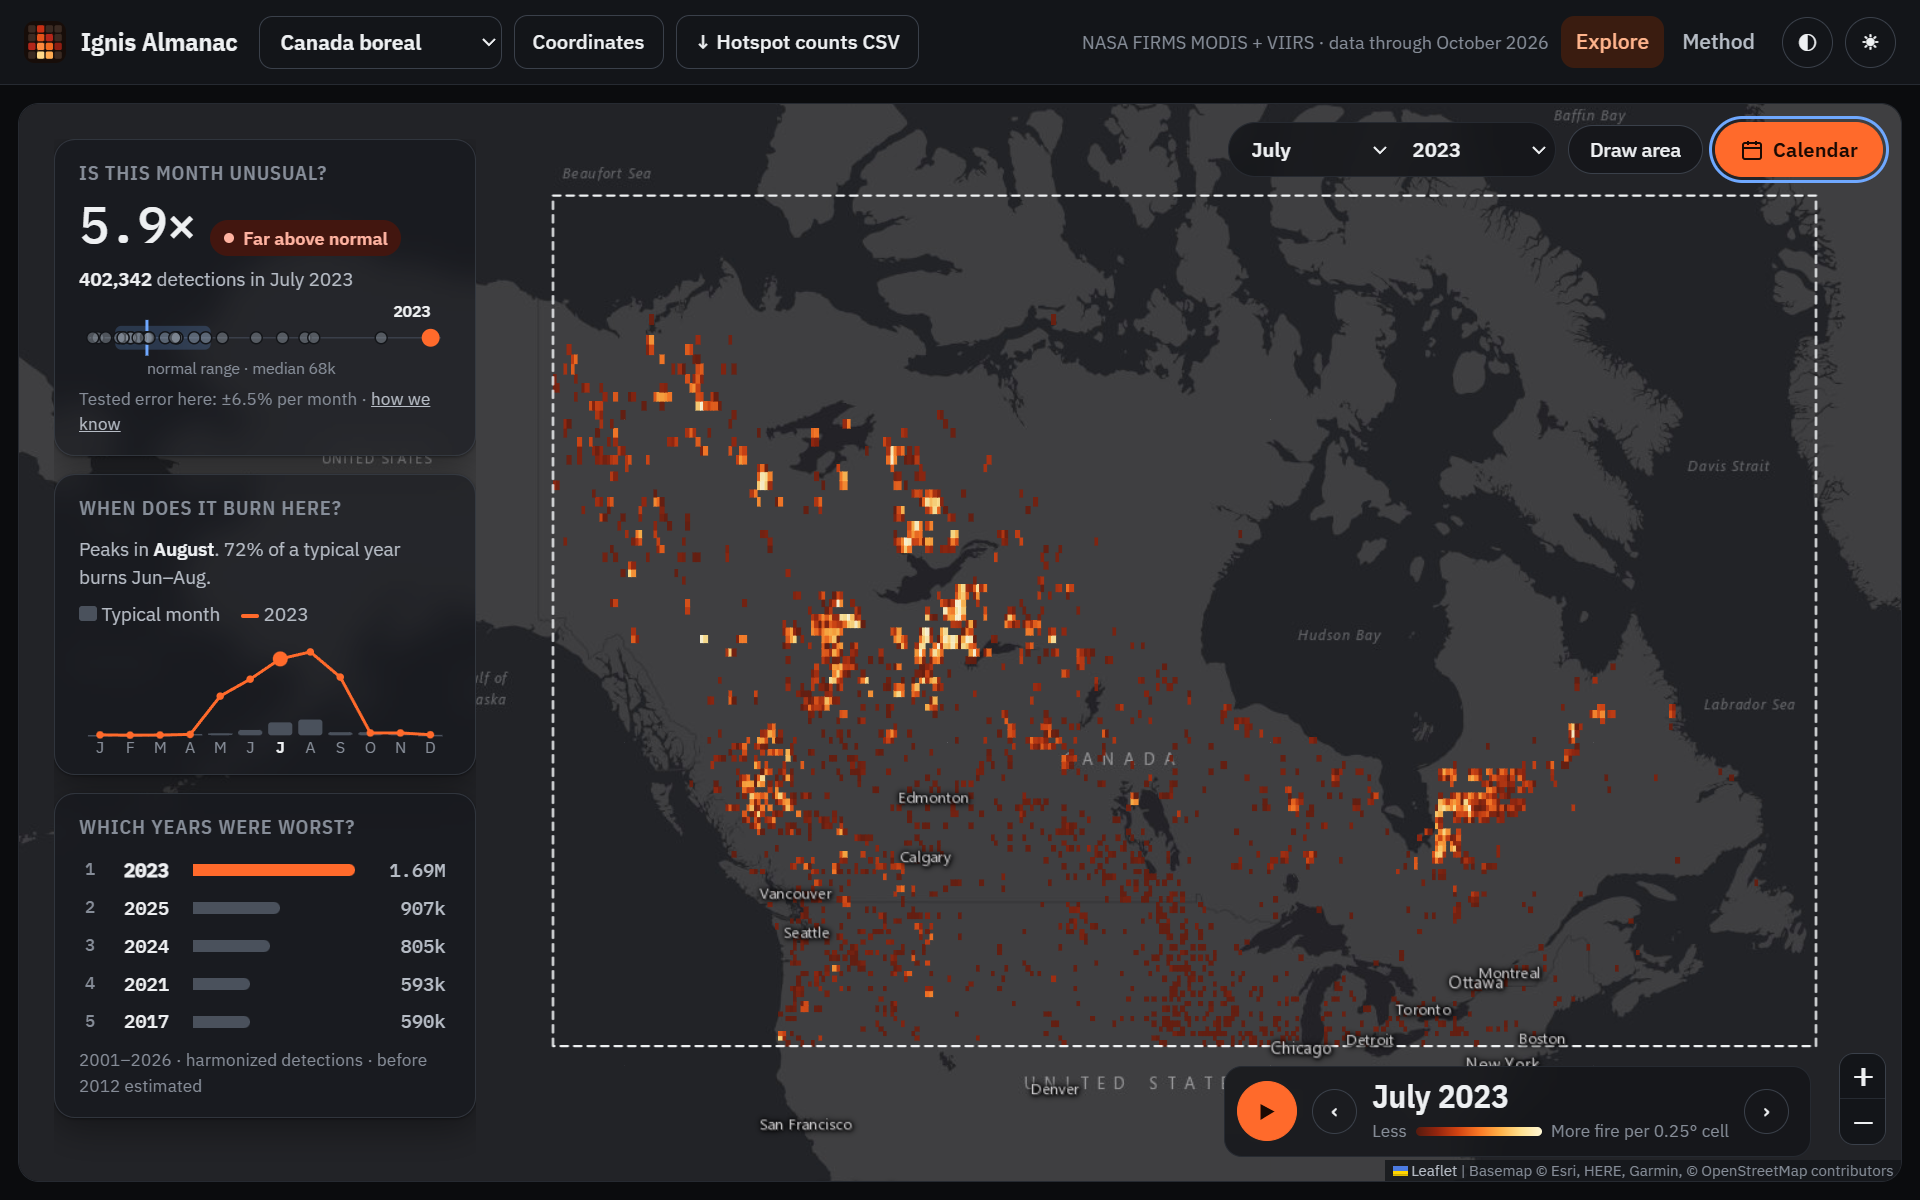 Ignis Almanac
Canada boreal
Coordinates
↓ Hotspot counts CSV
NASA FIRMS MODIS + VIIRS · data through October 2026
Explore
Method
IS THIS MONTH UNUSUAL?
5.9×
Far above normal
402,342 detections in July 2023
2023
normal range · median 68k
Tested error here: ±6.5% per month · how we
know
WHEN DOES IT BURN HERE?
Peaks in August. 72% of a typical year
burns Jun–Aug.
Typical month
2023
J F M A M J J A S O N D
WHICH YEARS WERE WORST?
1 2023 1.69M
2 2025 907k
3 2024 805k
4 2021 593k
5 2017 590k
2001–2026 · harmonized detections · before
2012 estimated
July
2023
Draw area
Calendar
Baffin Bay
Beaufort Sea
Davis Strait
UNITED STATES
Hudson Bay
lf of
aska
Labrador Sea
CANADA
Edmonton
Calgary
Vancouver
Seattle
Montreal
Ottawa
Toronto
Detroit
Boston
Chicago
New York
UNITED STATE
Denver
San Francisco
July 2023
Less
More fire per 0.25° cell
+
−
Leaflet | Basemap © Esri, HERE, Garmin, © OpenStreetMap contributors